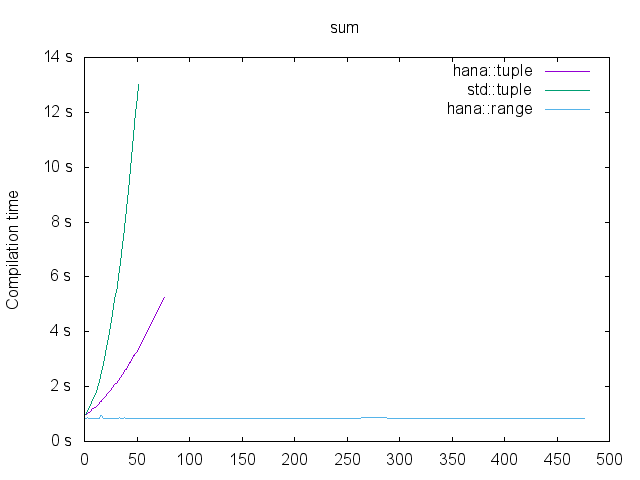 sum
14 s
12 s
10 s
8 s
6 s
4 s
2 s
0 s
Compilation time
hana::tuple
std::tuple
hana::range
0 50 100 150 200 250 300 350 400 450 500